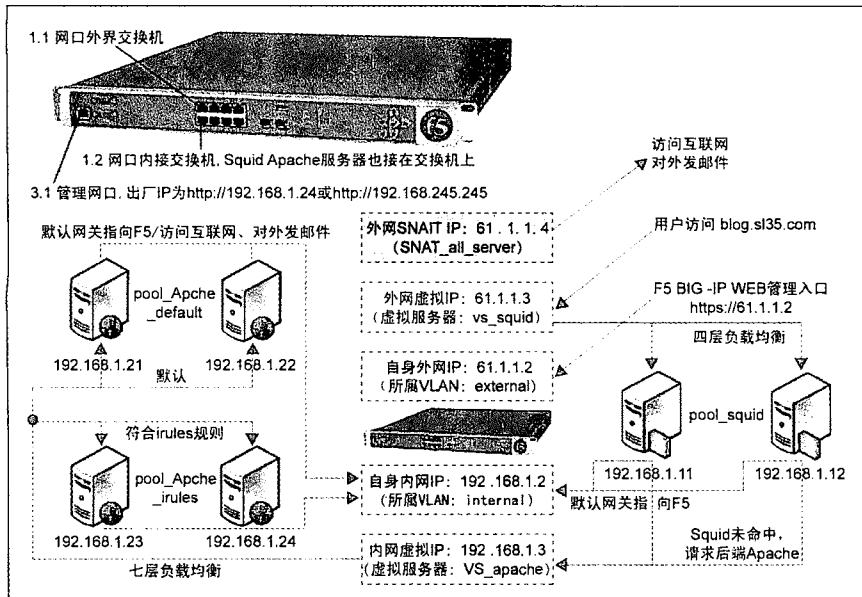 1.1 网口外界交换机
1.2 网口内接交换机, Squid Apache服务器也接在交换机上
3.1 管理网口, 出厂IP为http://192.168.1.24或http://192.168.245.245
默认网关指向F5/访问互联网、对外发邮件
pool_Apche
_default
192.168.1.21
192.168.1.22
默认
符合irules规则
pool_Apche
_irules
192.168.1.23
192.168.1.24
七层负载均衡
外网SNAIT IP: 61.1.1.4
(SNAT_all_server)
外网虚拟IP: 61.1.1.3
(虚拟服务器: vs_squid)
自身外网IP: 61.1.1.2
(所属VLAN: external)
自身内网IP: 192.168.1.2
(所属VLAN: internal)
内网虚拟IP: 192.168.1.3
(虚拟服务器: VS_apache)
访问互联网
对外发邮件
用户访问 blog.sl35.com
F5 BIG -IP WEB管理入口
https://61.1.1.2
四层负载均衡
pool_squid
192.168.1.11
192.168.1.12
默认网关指 向F5
Squid未命中,
请求后端Apache
f5